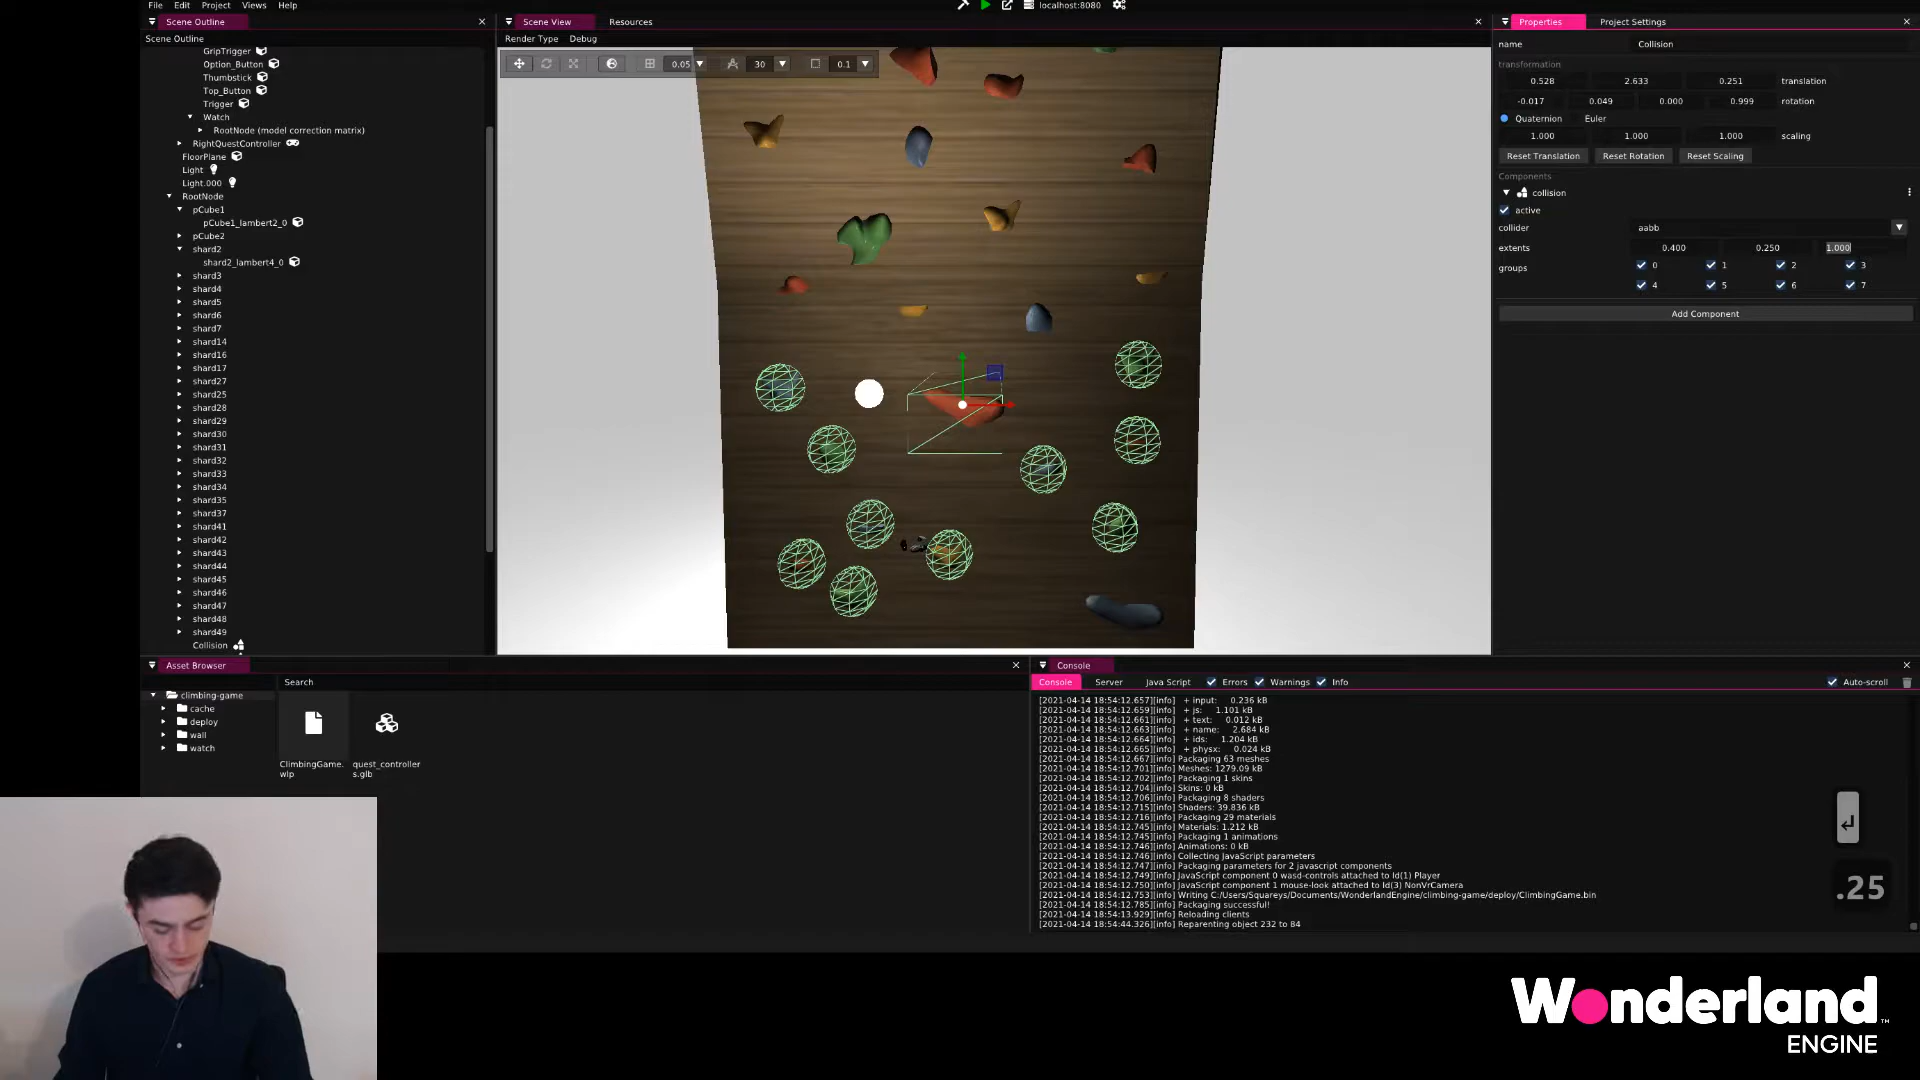 File Edit Project Views Help
localhost:8080
Scene Outline
Scene Outline
GripTrigger
Option_Button
Thumbstick
Top_Button
Trigger
Watch
RootNode (model correction matrix)
RightQuestController
FloorPlane
Light
Light.000
RootNode
pCube1
pCube1_lambert2_0
pCube2
shard2
shard2_lambert4_0
shard3
shard4
shard5
shard6
shard7
shard14
shard16
shard17
shard27
shard25
shard28
shard29
shard30
shard31
shard32
shard33
shard34
shard35
shard37
shard41
shard42
shard43
shard44
shard45
shard46
shard47
shard48
shard49
Collision
Scene View Resources
Render Type Debug
0.05 30 0.1
Properties Project Settings
name Collision
transformation
0.528 2.633 0.251 translation
-0.017 0.049 0.000 0.999 rotation
Quaternion Euler
1.000 1.000 1.000 scaling
Reset Translation Reset Rotation Reset Scaling
Components
collision
active
collider aabb
extents 0.400 0.250 1.000
groups 0 1 2 3
4 5 6 7
Add Component
Asset Browser
Search
climbing-game
cache
deploy
wall
watch
ClimbingGame.
wlp
quest_controller
s.glb
Console
Console Server Java Script Errors Warnings Info Auto-scroll
[2021-04-14 18:54:12.657][info] + input: 0.236 kB
[2021-04-14 18:54:12.659][info] + js: 1.101 kB
[2021-04-14 18:54:12.661][info] + text: 0.012 kB
[2021-04-14 18:54:12.663][info] + name: 2.684 kB
[2021-04-14 18:54:12.664][info] + ids: 1.204 kB
[2021-04-14 18:54:12.665][info] + physx: 0.024 kB
[2021-04-14 18:54:12.667][info] Packaging 63 meshes
[2021-04-14 18:54:12.701][info] Meshes: 1279.09 kB
[2021-04-14 18:54:12.702][info] Packaging 1 skins
[2021-04-14 18:54:12.704][info] Skins: 0 kB
[2021-04-14 18:54:12.706][info] Packaging 8 shaders
[2021-04-14 18:54:12.715][info] Shaders: 39.836 kB
[2021-04-14 18:54:12.716][info] Packaging 29 materials
[2021-04-14 18:54:12.745][info] Materials: 1.212 kB
[2021-04-14 18:54:12.745][info] Packaging 1 animations
[2021-04-14 18:54:12.746][info] Animations: 0 kB
[2021-04-14 18:54:12.746][info] Collecting JavaScript parameters
[2021-04-14 18:54:12.747][info] Packaging parameters for 2 javascript components
[2021-04-14 18:54:12.749][info] JavaScript component 0 wasd-controls attached to Id(1) Player
[2021-04-14 18:54:12.750][info] JavaScript component 1 mouse-look attached to Id(3) NonVrCamera
[2021-04-14 18:54:12.753][info] Writing C:/Users/Squareys/Documents/WonderlandEngine/climbing-game/deploy/ClimbingGame.bin
[2021-04-14 18:54:12.785][info] Packaging successful!
[2021-04-14 18:54:13.929][info] Reloading clients
[2021-04-14 18:54:44.326][info] Reparenting object 232 to 84
.25
Wonderland™
ENGINE